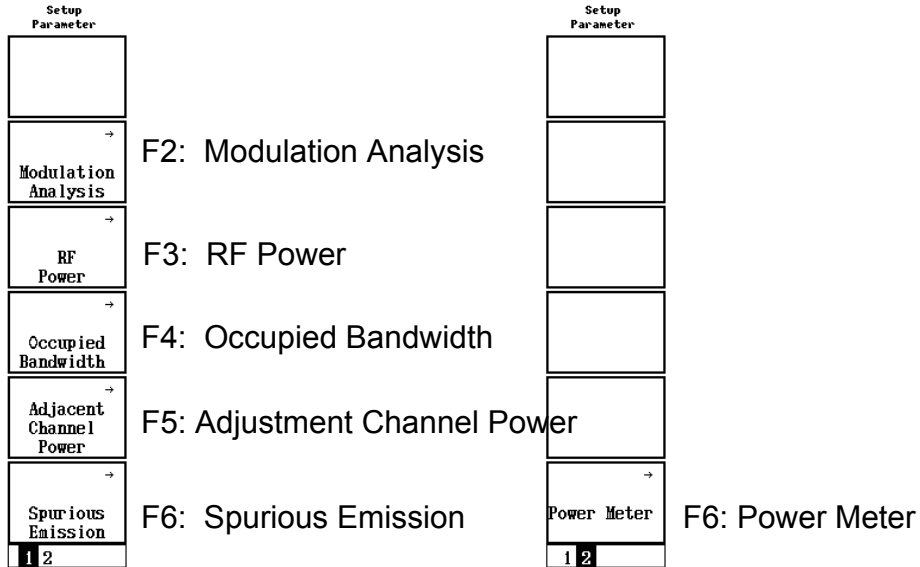 Setup
Parameter
→
Modulation
Analysis
F2: Modulation Analysis
→
RF
Power
F3: RF Power
→
Occupied
Bandwidth
F4: Occupied Bandwidth
→
Adjacent
Channel
Power
F5: Adjustment Channel Power
→
Spurious
Emission
F6: Spurious Emission
1 2
Setup
Parameter
→
Power Meter
F6: Power Meter
1 2